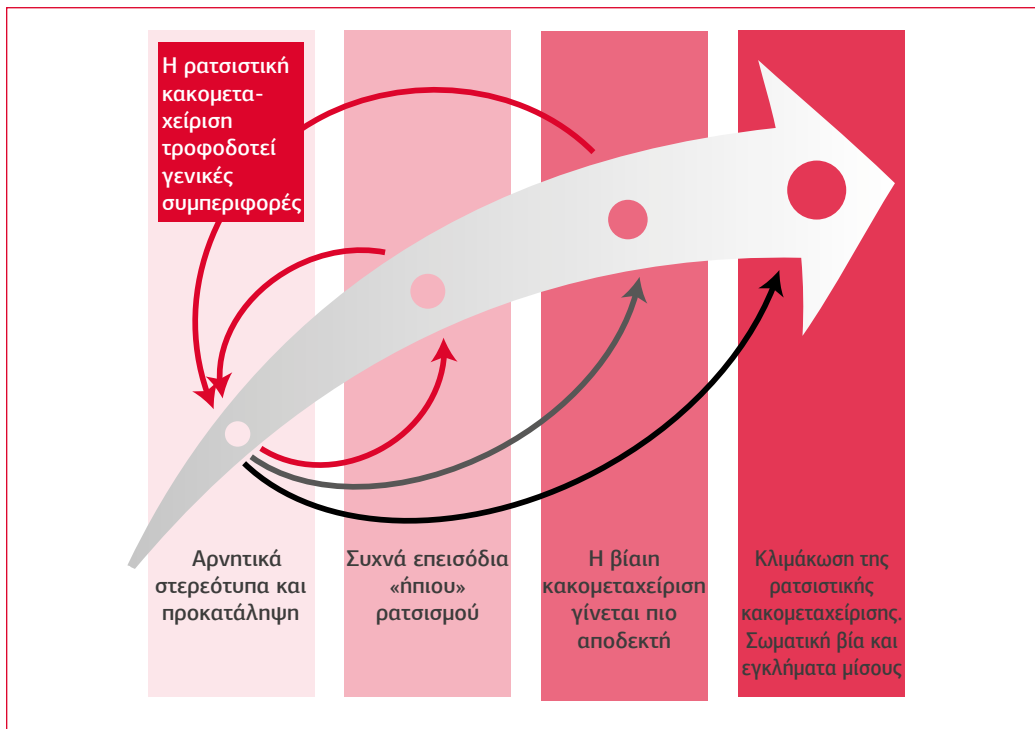 Η ρατσιστική
κακομετα-
χείριση
τροφοδοτεί
γενικές
συμπεριφορές
Αρνητικά
στερεότυπα και
προκατάληψη
Συχνά επεισόδια
«ήπιου»
ρατσισμού
Η βίαιη
κακομεταχείριση
γίνεται πιο
αποδεκτή
Κλιμάκωση της
ρατσιστικής
κακομεταχείρισης.
Σωματική βία και
εγκλήματα μίσους